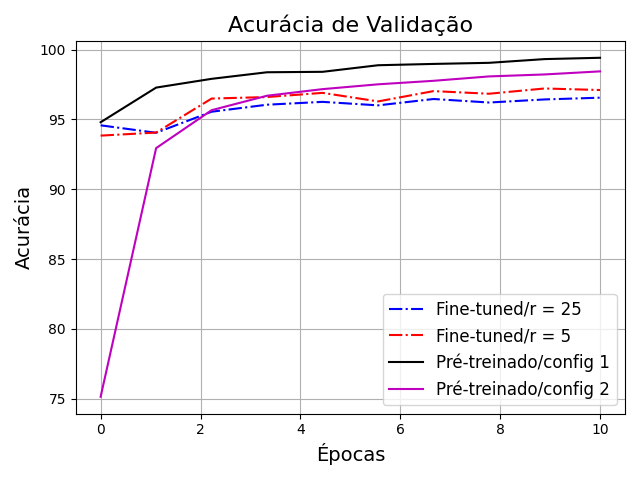 Acurácia de Validação
Acurácia
100
95
90
85
80
75
0 2 4 6 8 10
Épocas
Fine-tuned/r = 25
Fine-tuned/r = 5
Pré-treinado/config 1
Pré-treinado/config 2